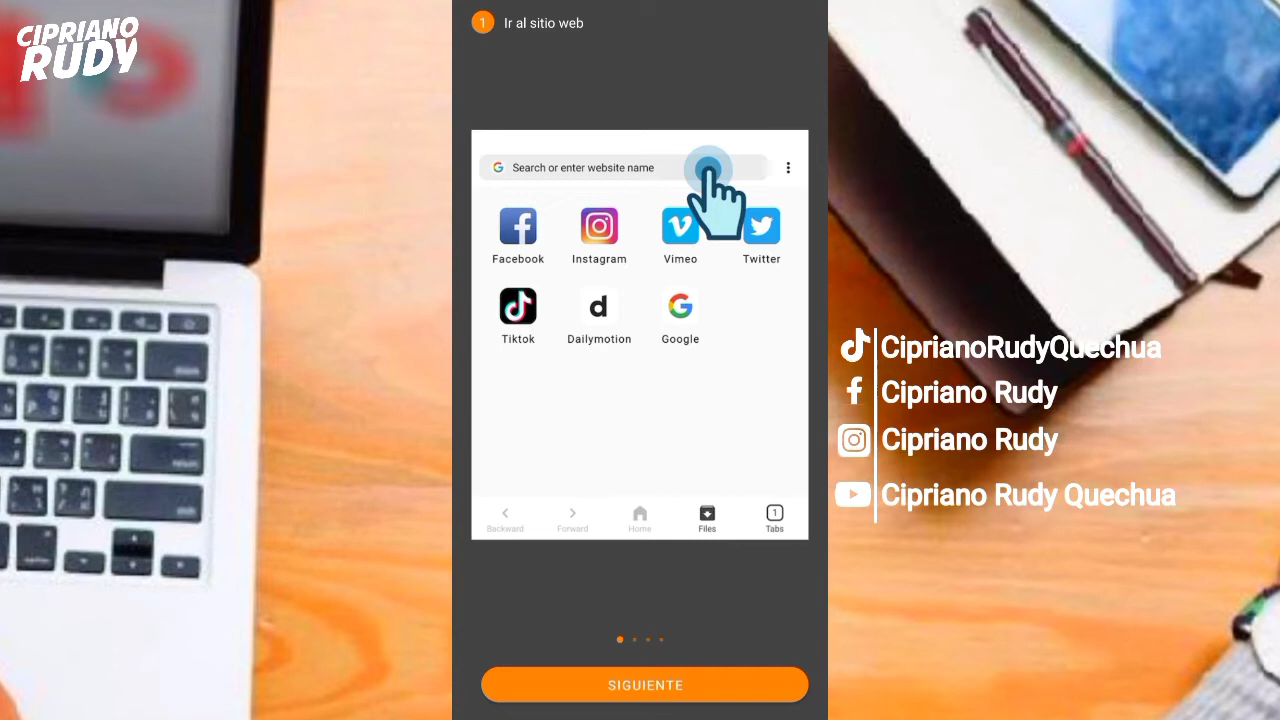 CIPRIANO
RUDY
1 Ir al sitio web
Search or enter website name
Facebook
Instagram
Vimeo
Twitter
Tiktok
Dailymotion
Google
Backward
Forward
Home
Files
1
Tabs
SIGUIENTE
CiprianoRudyQuechua
Cipriano Rudy
Cipriano Rudy
Cipriano Rudy Quechua